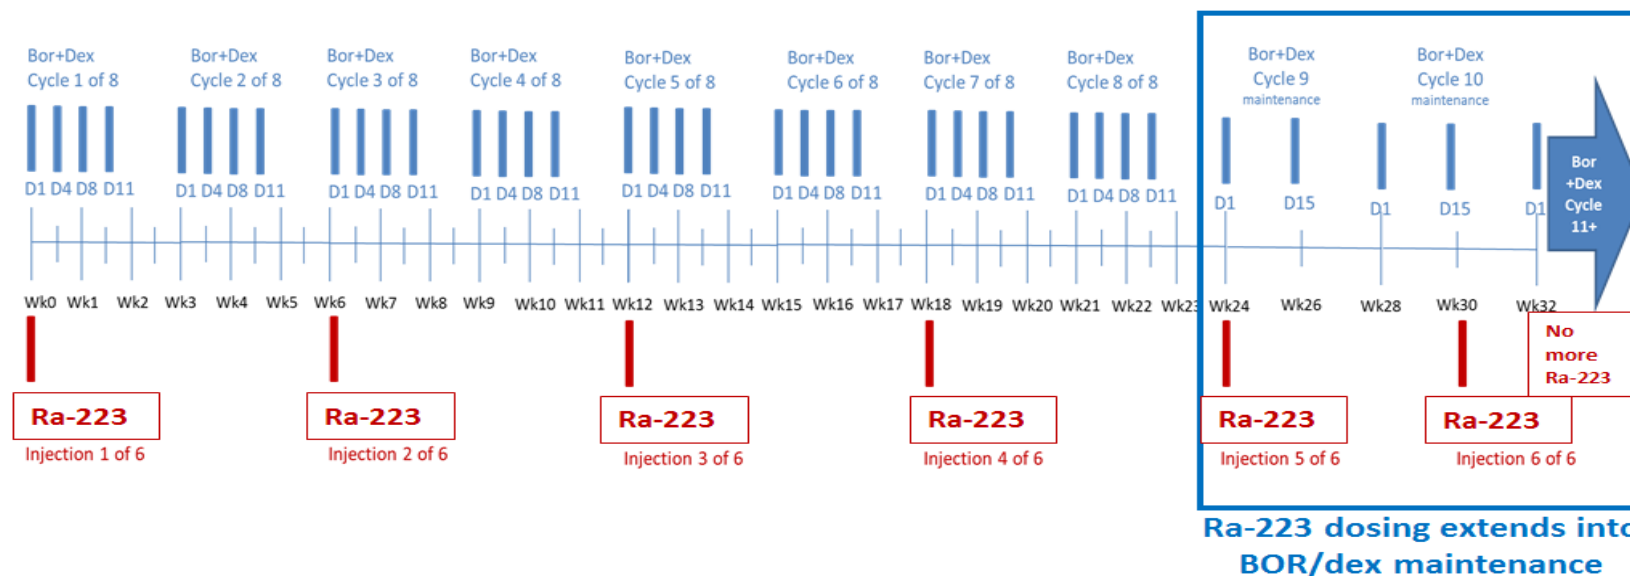 Bor+Dex
Cycle 1 of 8
Bor+Dex
Cycle 2 of 8
Bor+Dex
Cycle 3 of 8
Bor+Dex
Cycle 4 of 8
Bor+Dex
Cycle 5 of 8
Bor+Dex
Cycle 6 of 8
Bor+Dex
Cycle 7 of 8
Bor+Dex
Cycle 8 of 8
Bor+Dex
Cycle 9
maintenance
Bor+Dex
Cycle 10
maintenance
Bor
+Dex
Cycle
11+
D1 D4 D8 D11
D1 D4 D8 D11
D1 D4 D8 D11
D1 D4 D8 D11
D1 D4 D8 D11
D1 D4 D8 D11
D1 D4 D8 D11
D1 D4 D8 D11
D1
D15
D1
D15
D1
Wk0 Wk1 Wk2 Wk3 Wk4 Wk5 Wk6 Wk7 Wk8 Wk9 Wk10 Wk11 Wk12 Wk13 Wk14 Wk15 Wk16 Wk17 Wk18 Wk19 Wk20 Wk21 Wk22 Wk23 Wk24 Wk26 Wk28 Wk30 Wk32
No
more
Ra-223
Ra-223
Injection 1 of 6
Ra-223
Injection 2 of 6
Ra-223
Injection 3 of 6
Ra-223
Injection 4 of 6
Ra-223
Injection 5 of 6
Ra-223
Injection 6 of 6
Ra-223 dosing extends into
BOR/dex maintenance